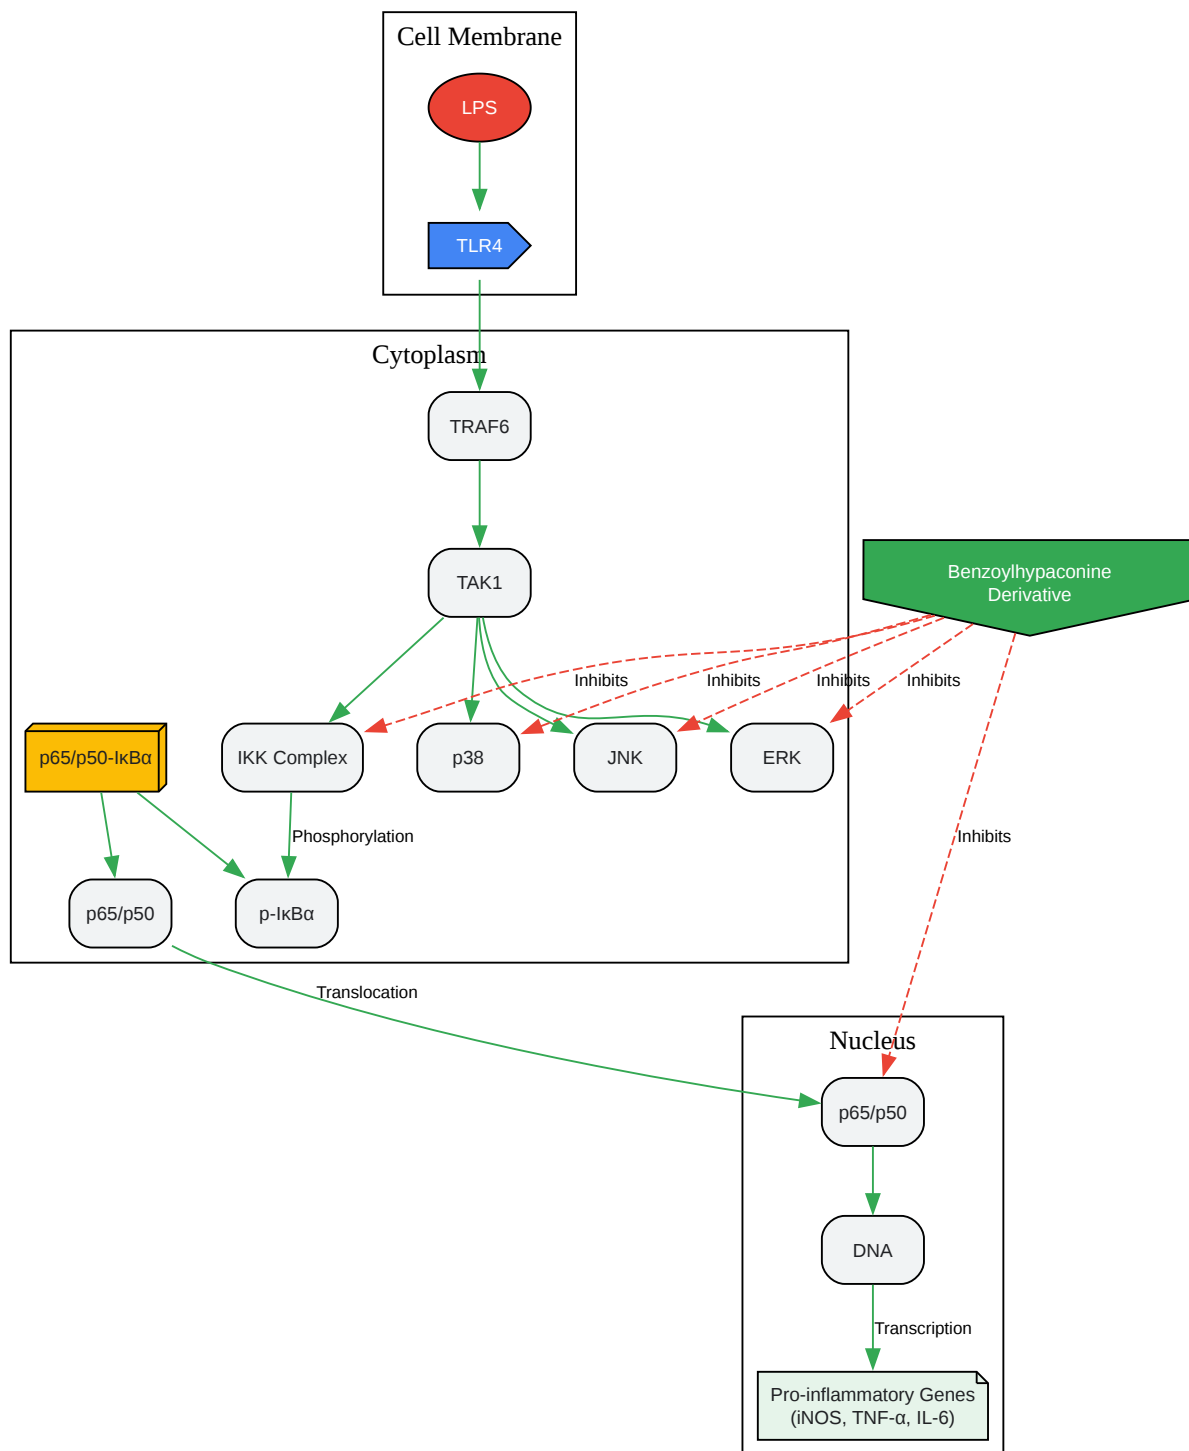 Cell Membrane
LPS
TLR4
Cytoplasm
TRAF6
TAK1
Benzoylhypaconine
Derivative
Inhibits
Inhibits
Inhibits
Inhibits
p65/p50-IκBα
IKK Complex
p38
JNK
ERK
Phosphorylation
Inhibits
p65/p50
p-IκBα
Translocation
Nucleus
p65/p50
DNA
Transcription
Pro-inflammatory Genes
(iNOS, TNF-α, IL-6)